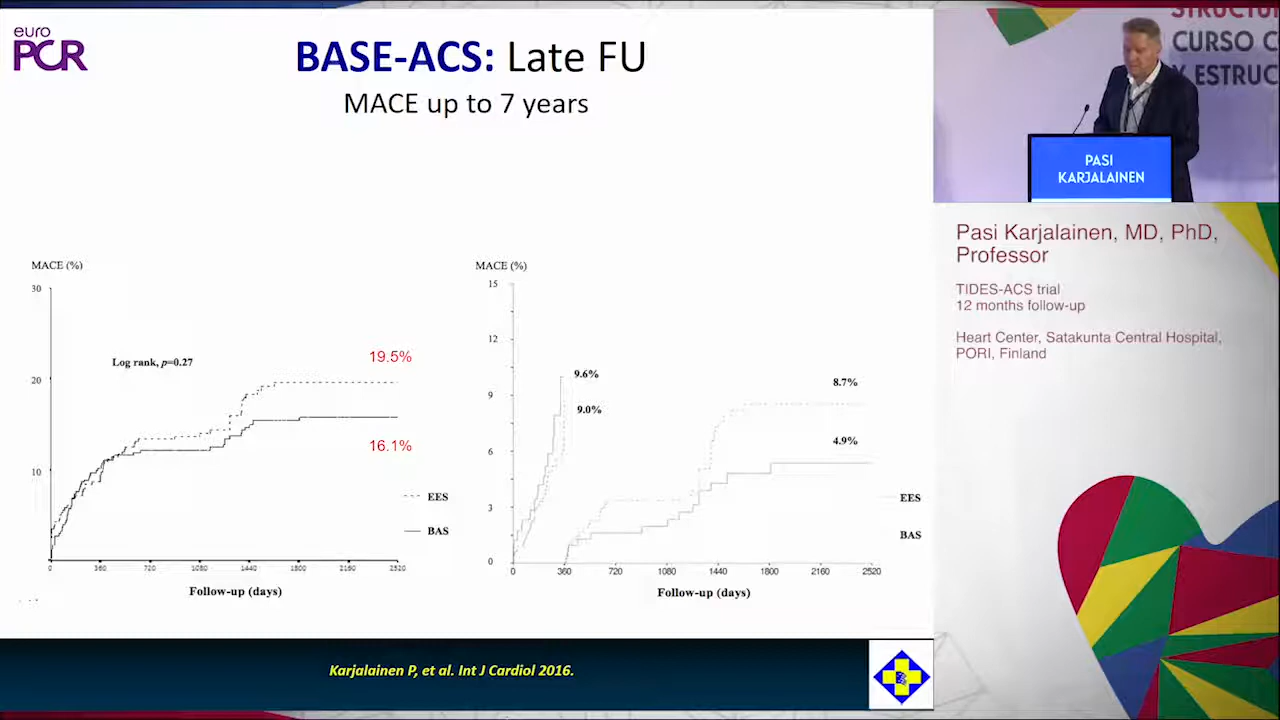 euro
PCR
BASE-ACS: Late FU
MACE up to 7 years
MACE (%)
30
20
10
Log rank, p=0.27
19.5%
16.1%
EES
BAS
0
360
720
1080
1440
1800
2160
2520
Follow-up (days)
MACE (%)
15
12
9
6
3
0
9.6%
9.0%
8.7%
4.9%
EES
BAS
0
360
720
1080
1440
1800
2160
2520
Follow-up (days)
Karjalainen P, et al. Int J Cardiol 2016.
CURSO C
Y ESTRUC
PASI
KARJALAINEN
Pasi Karjalainen, MD, PhD,
Professor
TIDES-ACS trial
12 months follow-up
Heart Center, Satakunta Central Hospital,
PORI, Finland